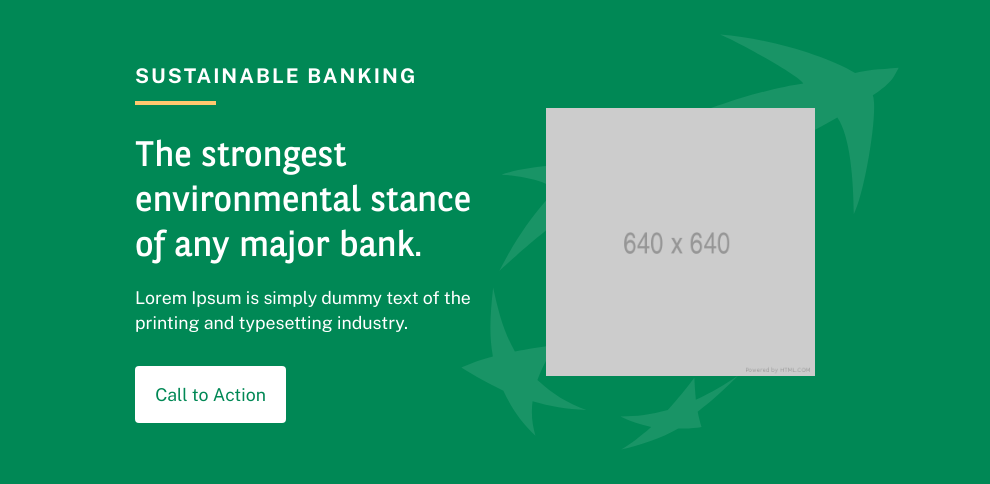 SUSTAINABLE BANKING
The strongest
environmental stance
of any major bank.
Lorem Ipsum is simply dummy text of the
printing and typesetting industry.
Call to Action
640 x 640
Powered by HTML.COM